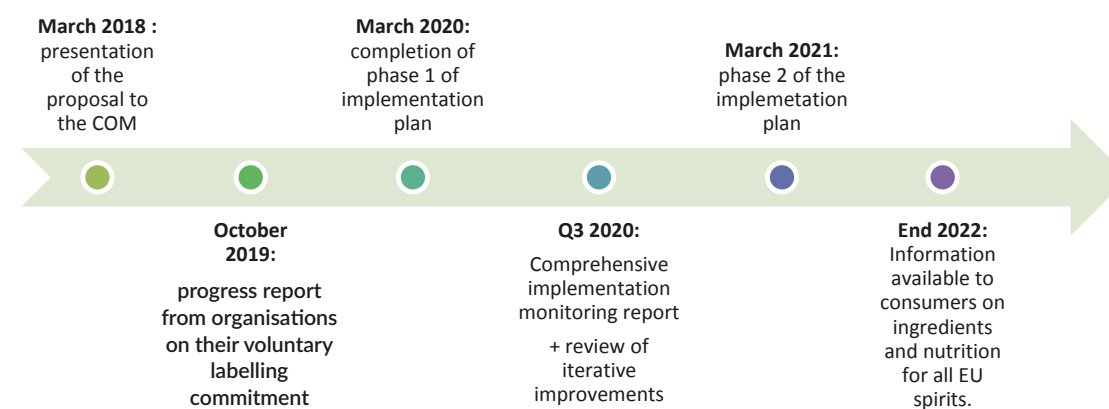 March 2018 :
presentation
of the
proposal to
the COM
October
2019:
progress report
from organisations
on their voluntary
labelling
commitment
March 2020:
completion of
phase 1 of
implementation
plan
Q3 2020:
Comprehensive
implementation
monitoring report
+ review of
iterative
improvements
March 2021:
phase 2 of the
implemetation
plan
End 2022:
Information
available to
consumers on
ingredients
and nutrition
for all EU
spirits.